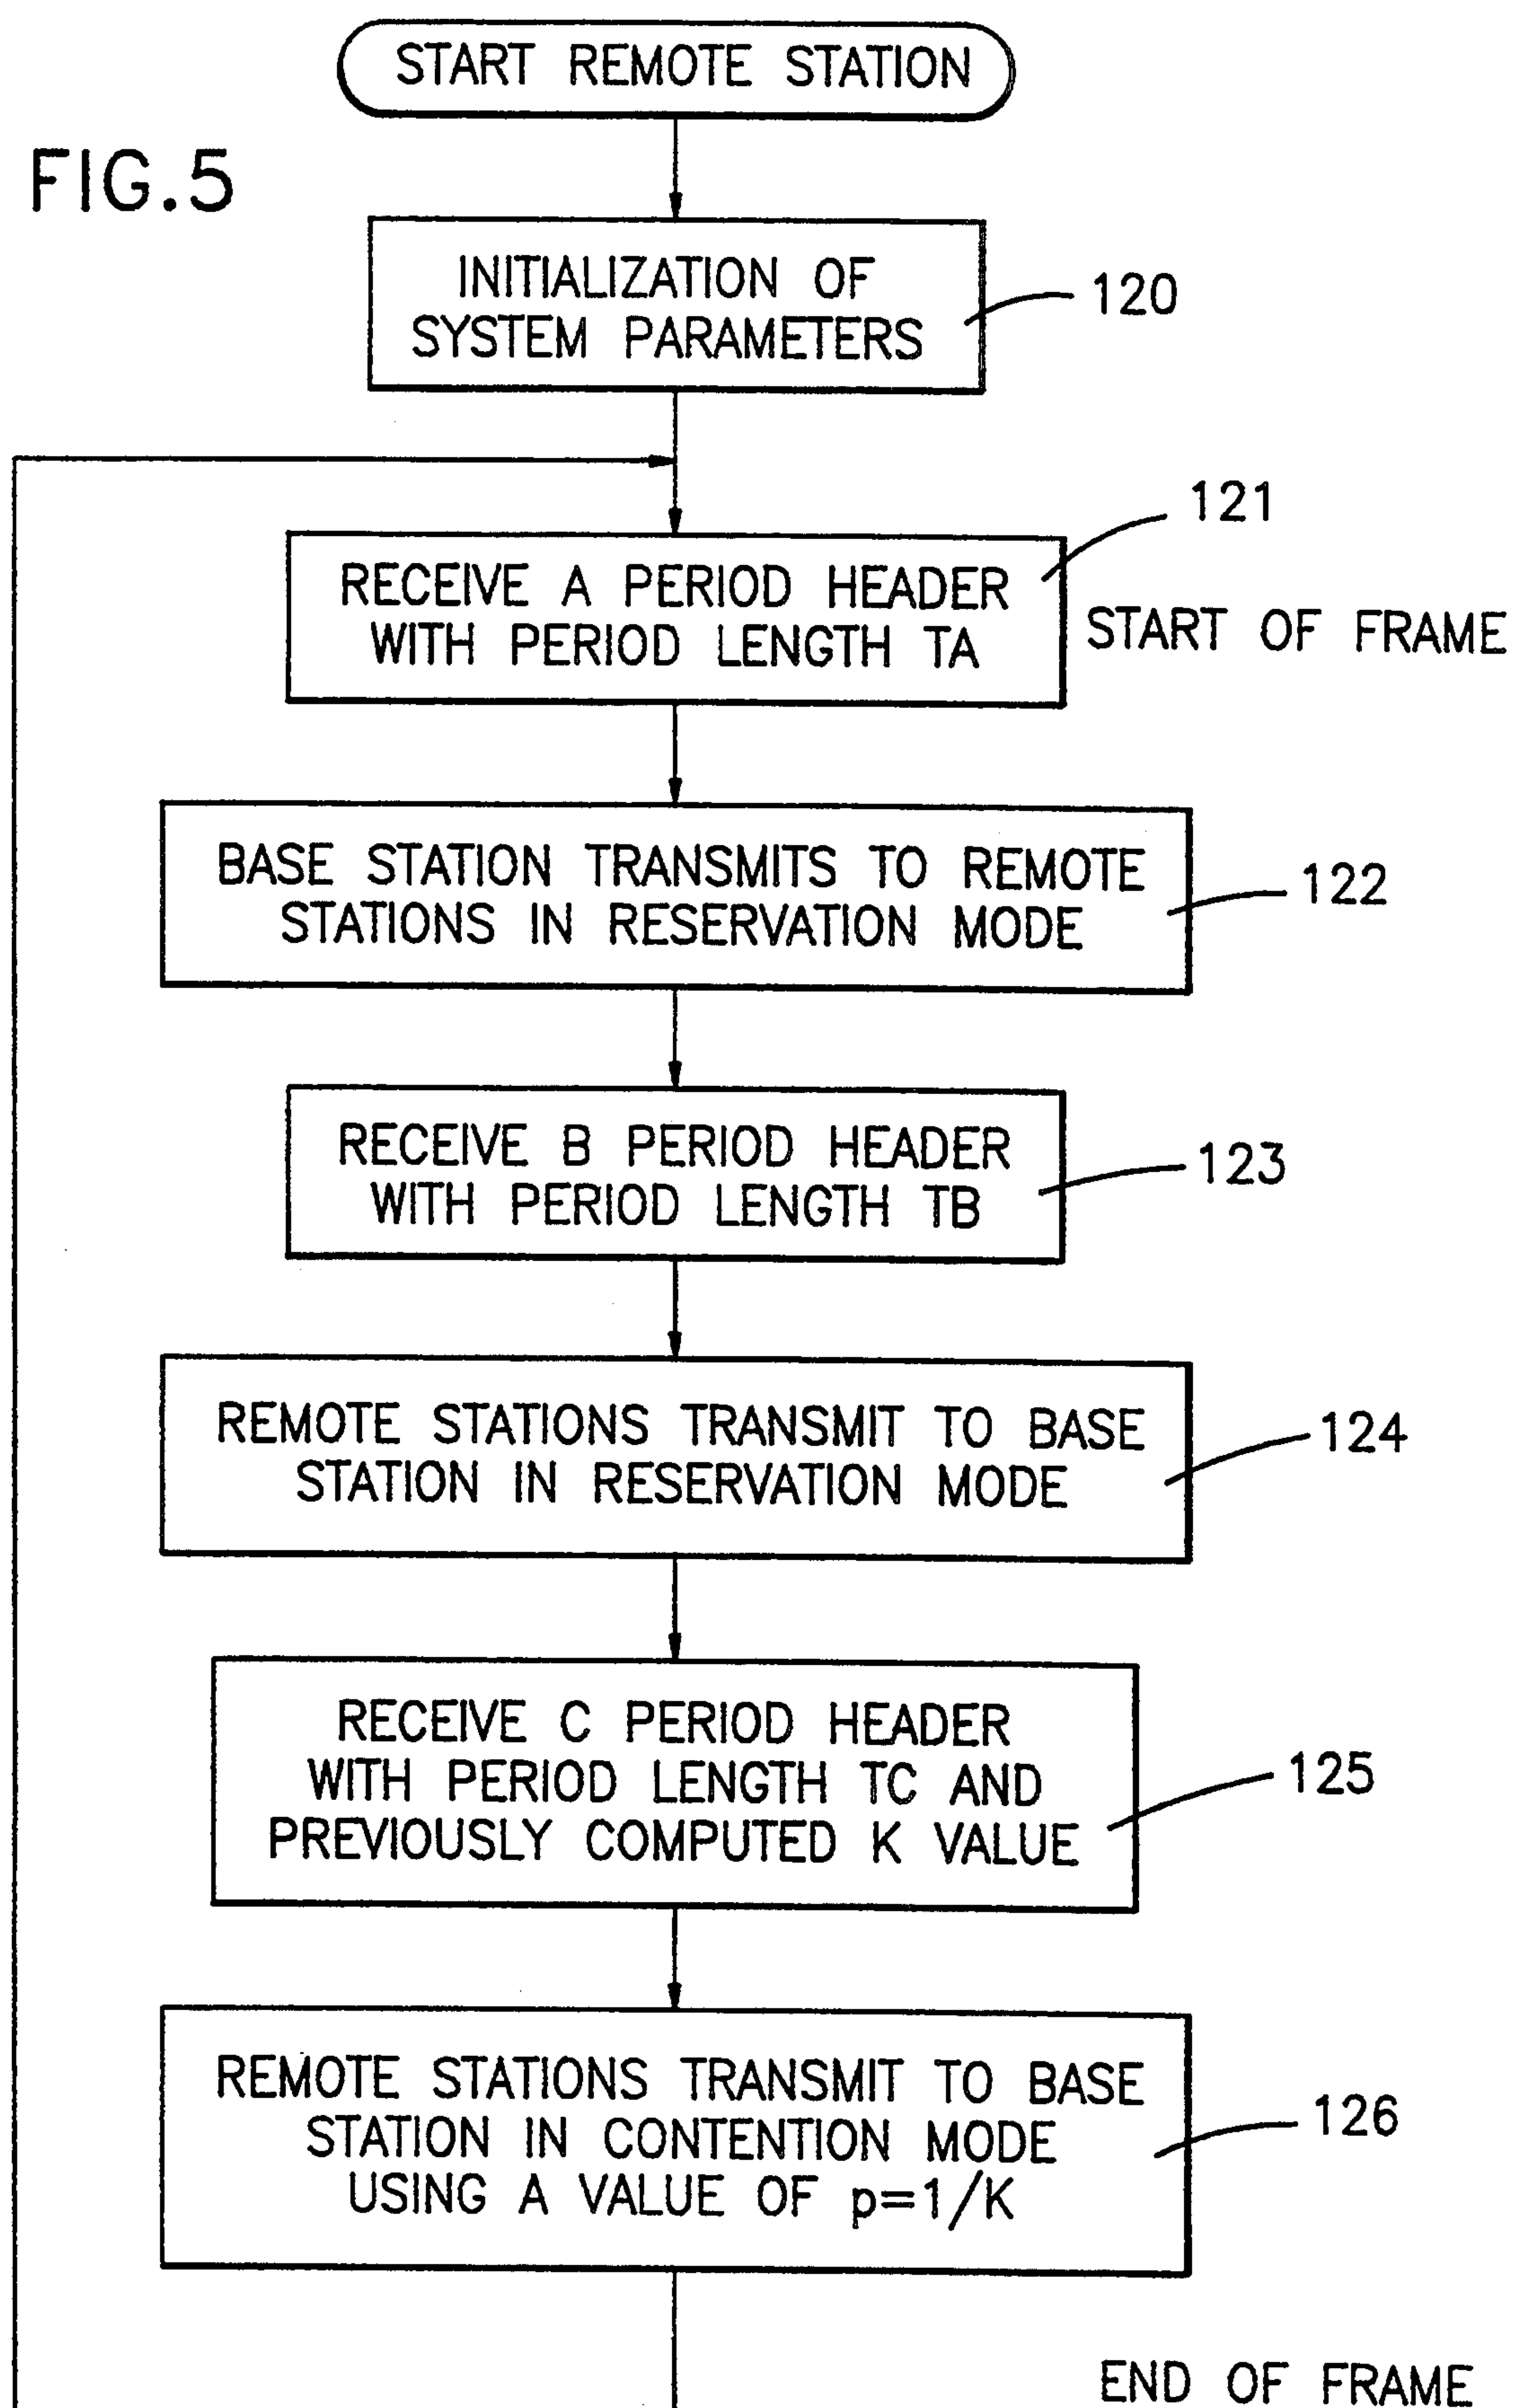 START REMOTE STATION
FIG.5
INITIALIZATION OF
SYSTEM PARAMETERS
120
121
RECEIVE A PERIOD HEADER
WITH PERIOD LENGTH TA
START OF FRAME
BASE STATION TRANSMITS TO REMOTE
STATIONS IN RESERVATION MODE
122
RECEIVE B PERIOD HEADER
WITH PERIOD LENGTH TB
123
REMOTE STATIONS TRANSMIT TO BASE
STATION IN RESERVATION MODE
124
RECEIVE C PERIOD HEADER
WITH PERIOD LENGTH TC AND
PREVIOUSLY COMPUTED K VALUE
125
REMOTE STATIONS TRANSMIT TO BASE
STATION IN CONTENTION MODE
USING A VALUE OF p=1/K
126
END OF FRAME